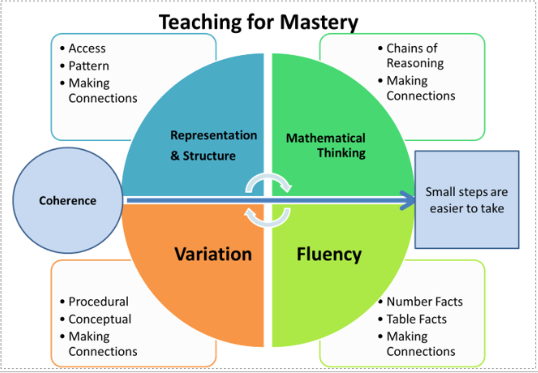 Teaching for Mastery
• Access
• Pattern
• Making
Connections
• Chains of
Reasoning
• Making
Connections
Representation
& Structure
Mathematical
Thinking
Coherence
Small steps are
easier to take
Variation
Fluency
• Procedural
• Conceptual
• Making
Connections
• Number Facts
• Table Facts
• Making
Connections